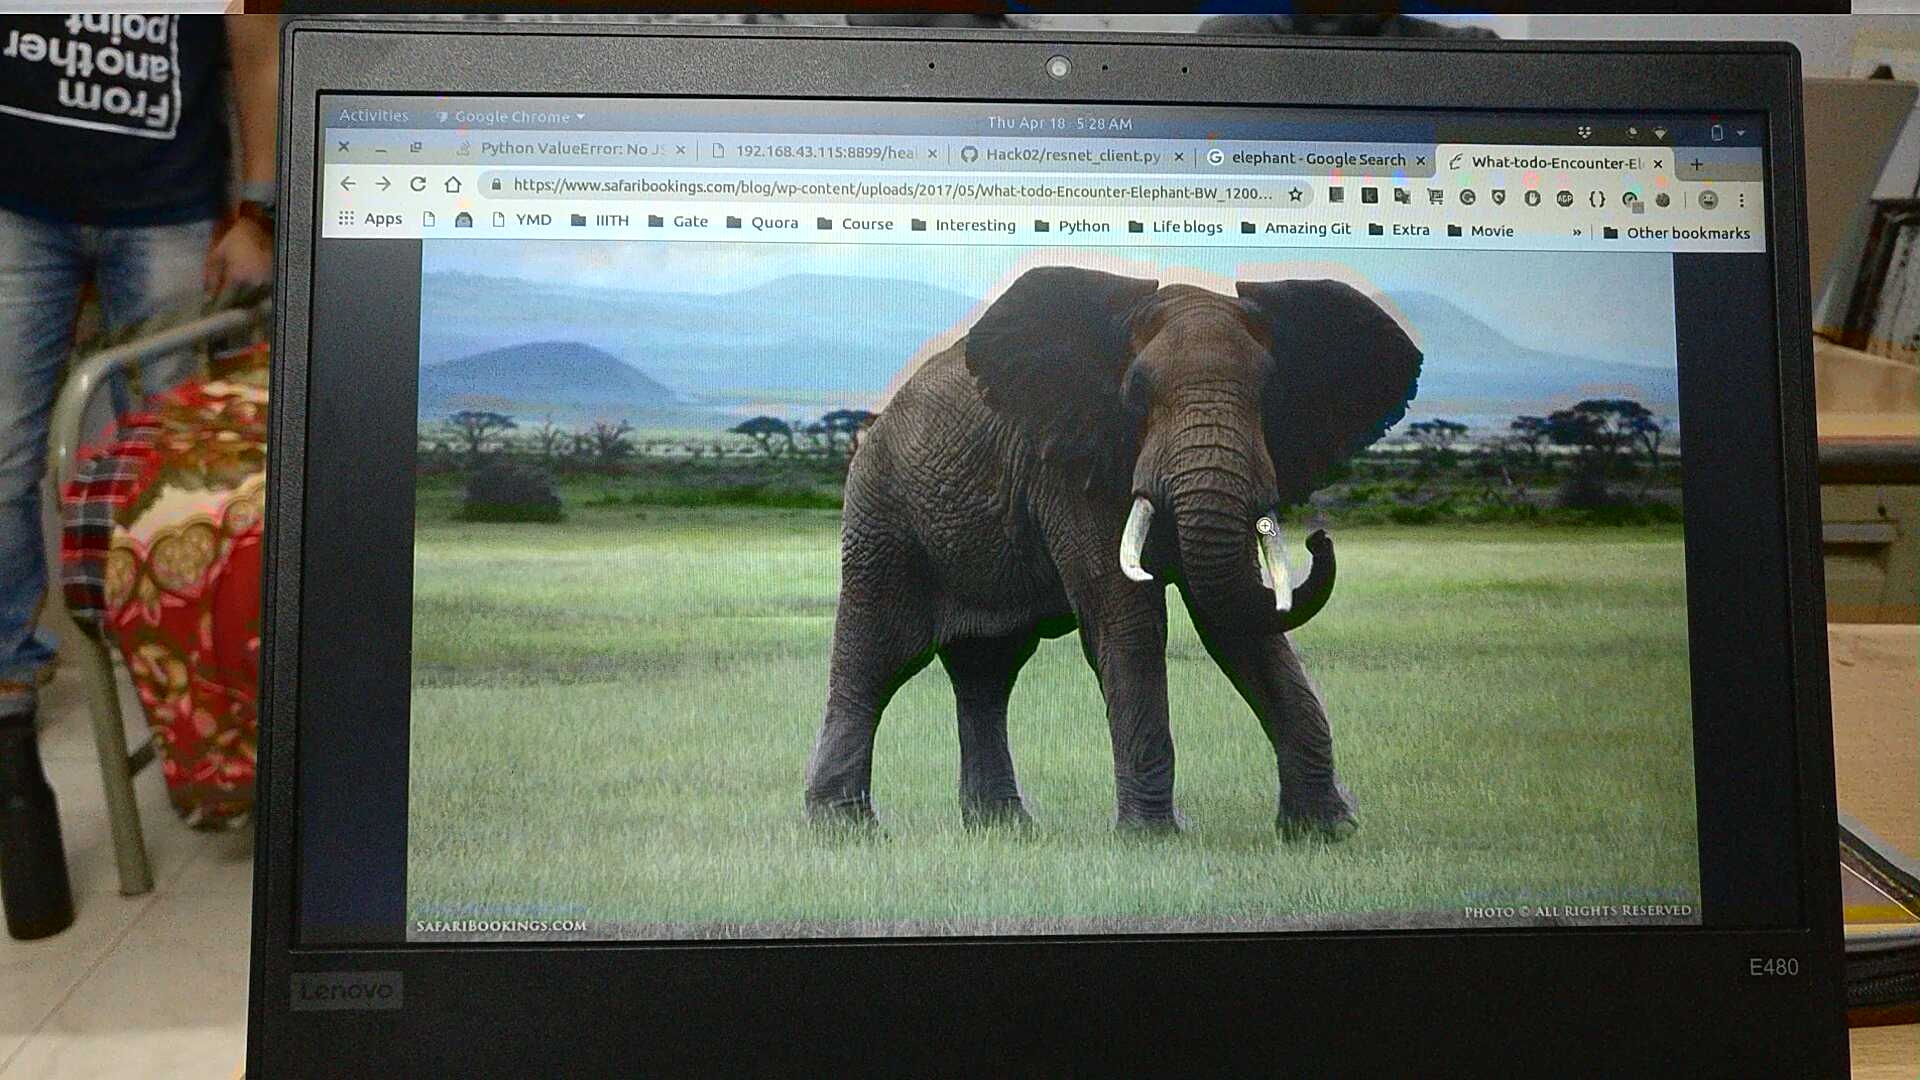 From
another
point
Activities
Google Chrome
Thu Apr 18 5:28 AM
Python ValueError: No JS
192.168.43.115:8899/hea
Hack02/resnet_client.py
elephant - Google Search
What-todo-Encounter-El
https://www.safaribookings.com/blog/wp-content/uploads/2017/05/What-todo-Encounter-Elephant-BW_1200...
Apps YMD IIITH Gate Quora Course Interesting Python Life blogs Amazing Git Extra Movie » Other bookmarks
SAFARIBOOKINGS.COM
PHOTO © ALL RIGHTS RESERVED
Lenovo
E480